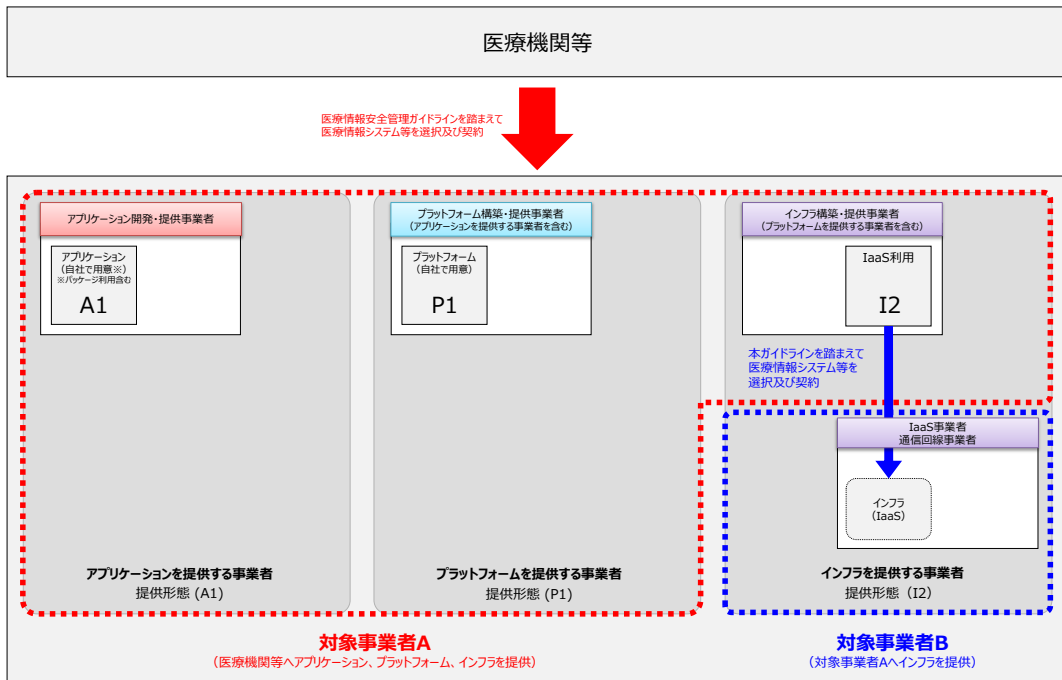 医療機関等
医療情報安全管理ガイドラインを踏まえて
医療情報システム等を選択及び契約
アプリケーション開発・提供事業者
アプリケーション
（自社で用意※）
※パッケージ利用含む
A1
プラットフォーム構築・提供事業者
（アプリケーションを提供する事業者を含む）
プラットフォーム
（自社で用意）
P1
インフラ構築・提供事業者
（プラットフォームを提供する事業者を含む）
IaaS利用
I2
本ガイドラインを踏まえて
医療情報システム等を
選択及び契約
IaaS事業者
通信回線事業者
インフラ
（IaaS）
アプリケーションを提供する事業者
提供形態 (A1)
プラットフォームを提供する事業者
提供形態 (P1)
インフラを提供する事業者
提供形態（I2）
対象事業者A
（医療機関等へアプリケーション、プラットフォーム、インフラを提供）
対象事業者B
（対象事業者Aへインフラを提供）